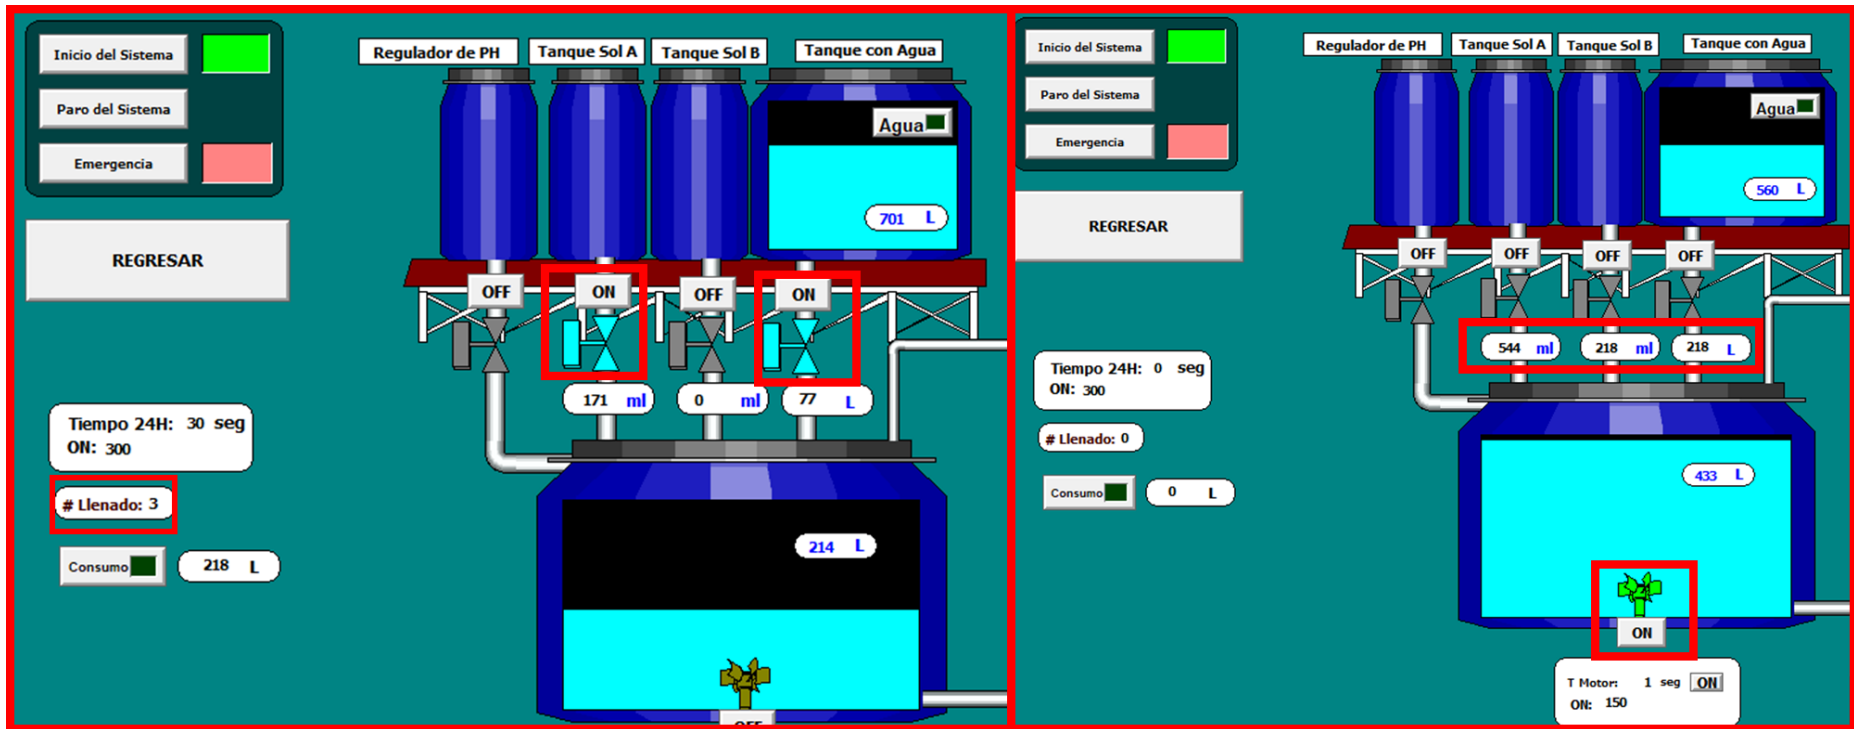 Inicio del Sistema
Paro del Sistema
Emergencia
REGRESAR
Regulador de PH
Tanque Sol A
Tanque Sol B
Tanque con Agua
Agua
701 L
OFF
ON
OFF
ON
171 ml
0 ml
77 L
Tiempo 24H: 30 seg
ON: 300
# Llenado: 3
Consumo
218 L
214 L
OFF
Inicio del Sistema
Paro del Sistema
Emergencia
REGRESAR
Regulador de PH
Tanque Sol A
Tanque Sol B
Tanque con Agua
Agua
560 L
OFF
OFF
OFF
OFF
544 ml
218 ml
218 L
Tiempo 24H: 0 seg
ON: 300
# Llenado: 0
Consumo
0 L
433 L
ON
T Motor: 1 seg ON
ON: 150